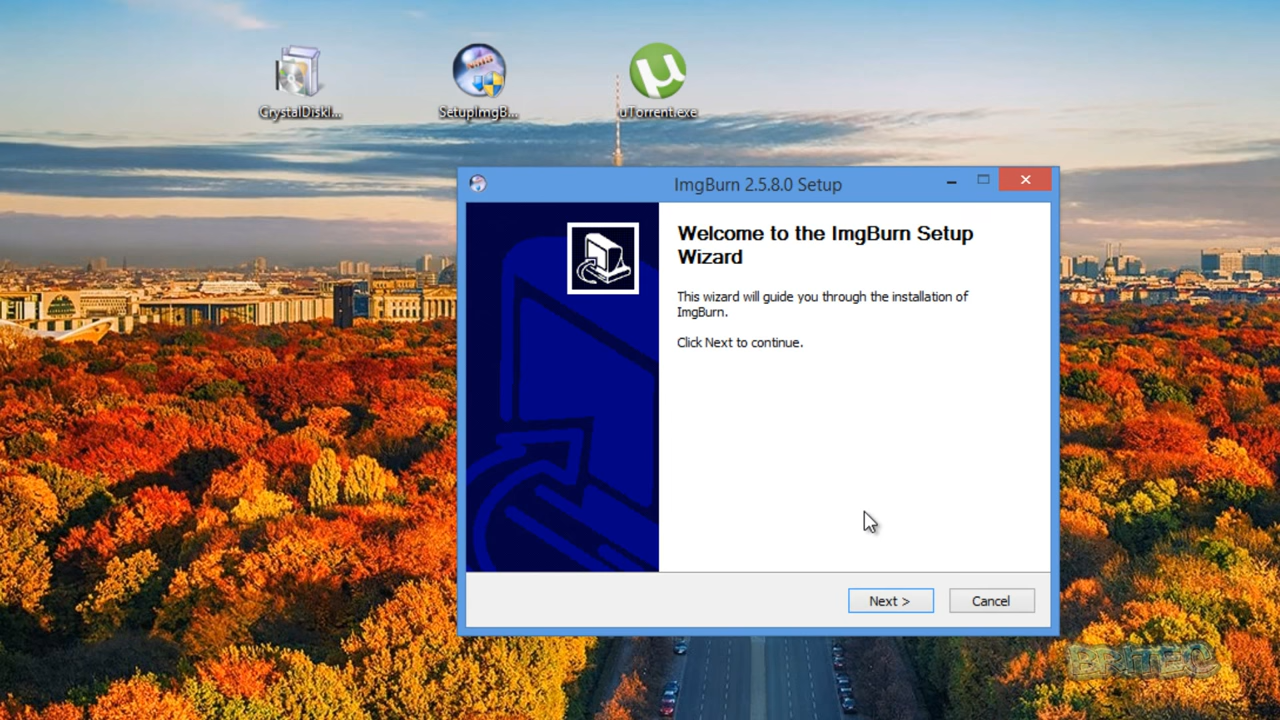 CrystalDiskI...
SetupImgB...
uTorrent.exe
ImgBurn 2.5.8.0 Setup
Welcome to the ImgBurn Setup
Wizard
This wizard will guide you through the installation of
ImgBurn.
Click Next to continue.
Next >
Cancel
BRITEC